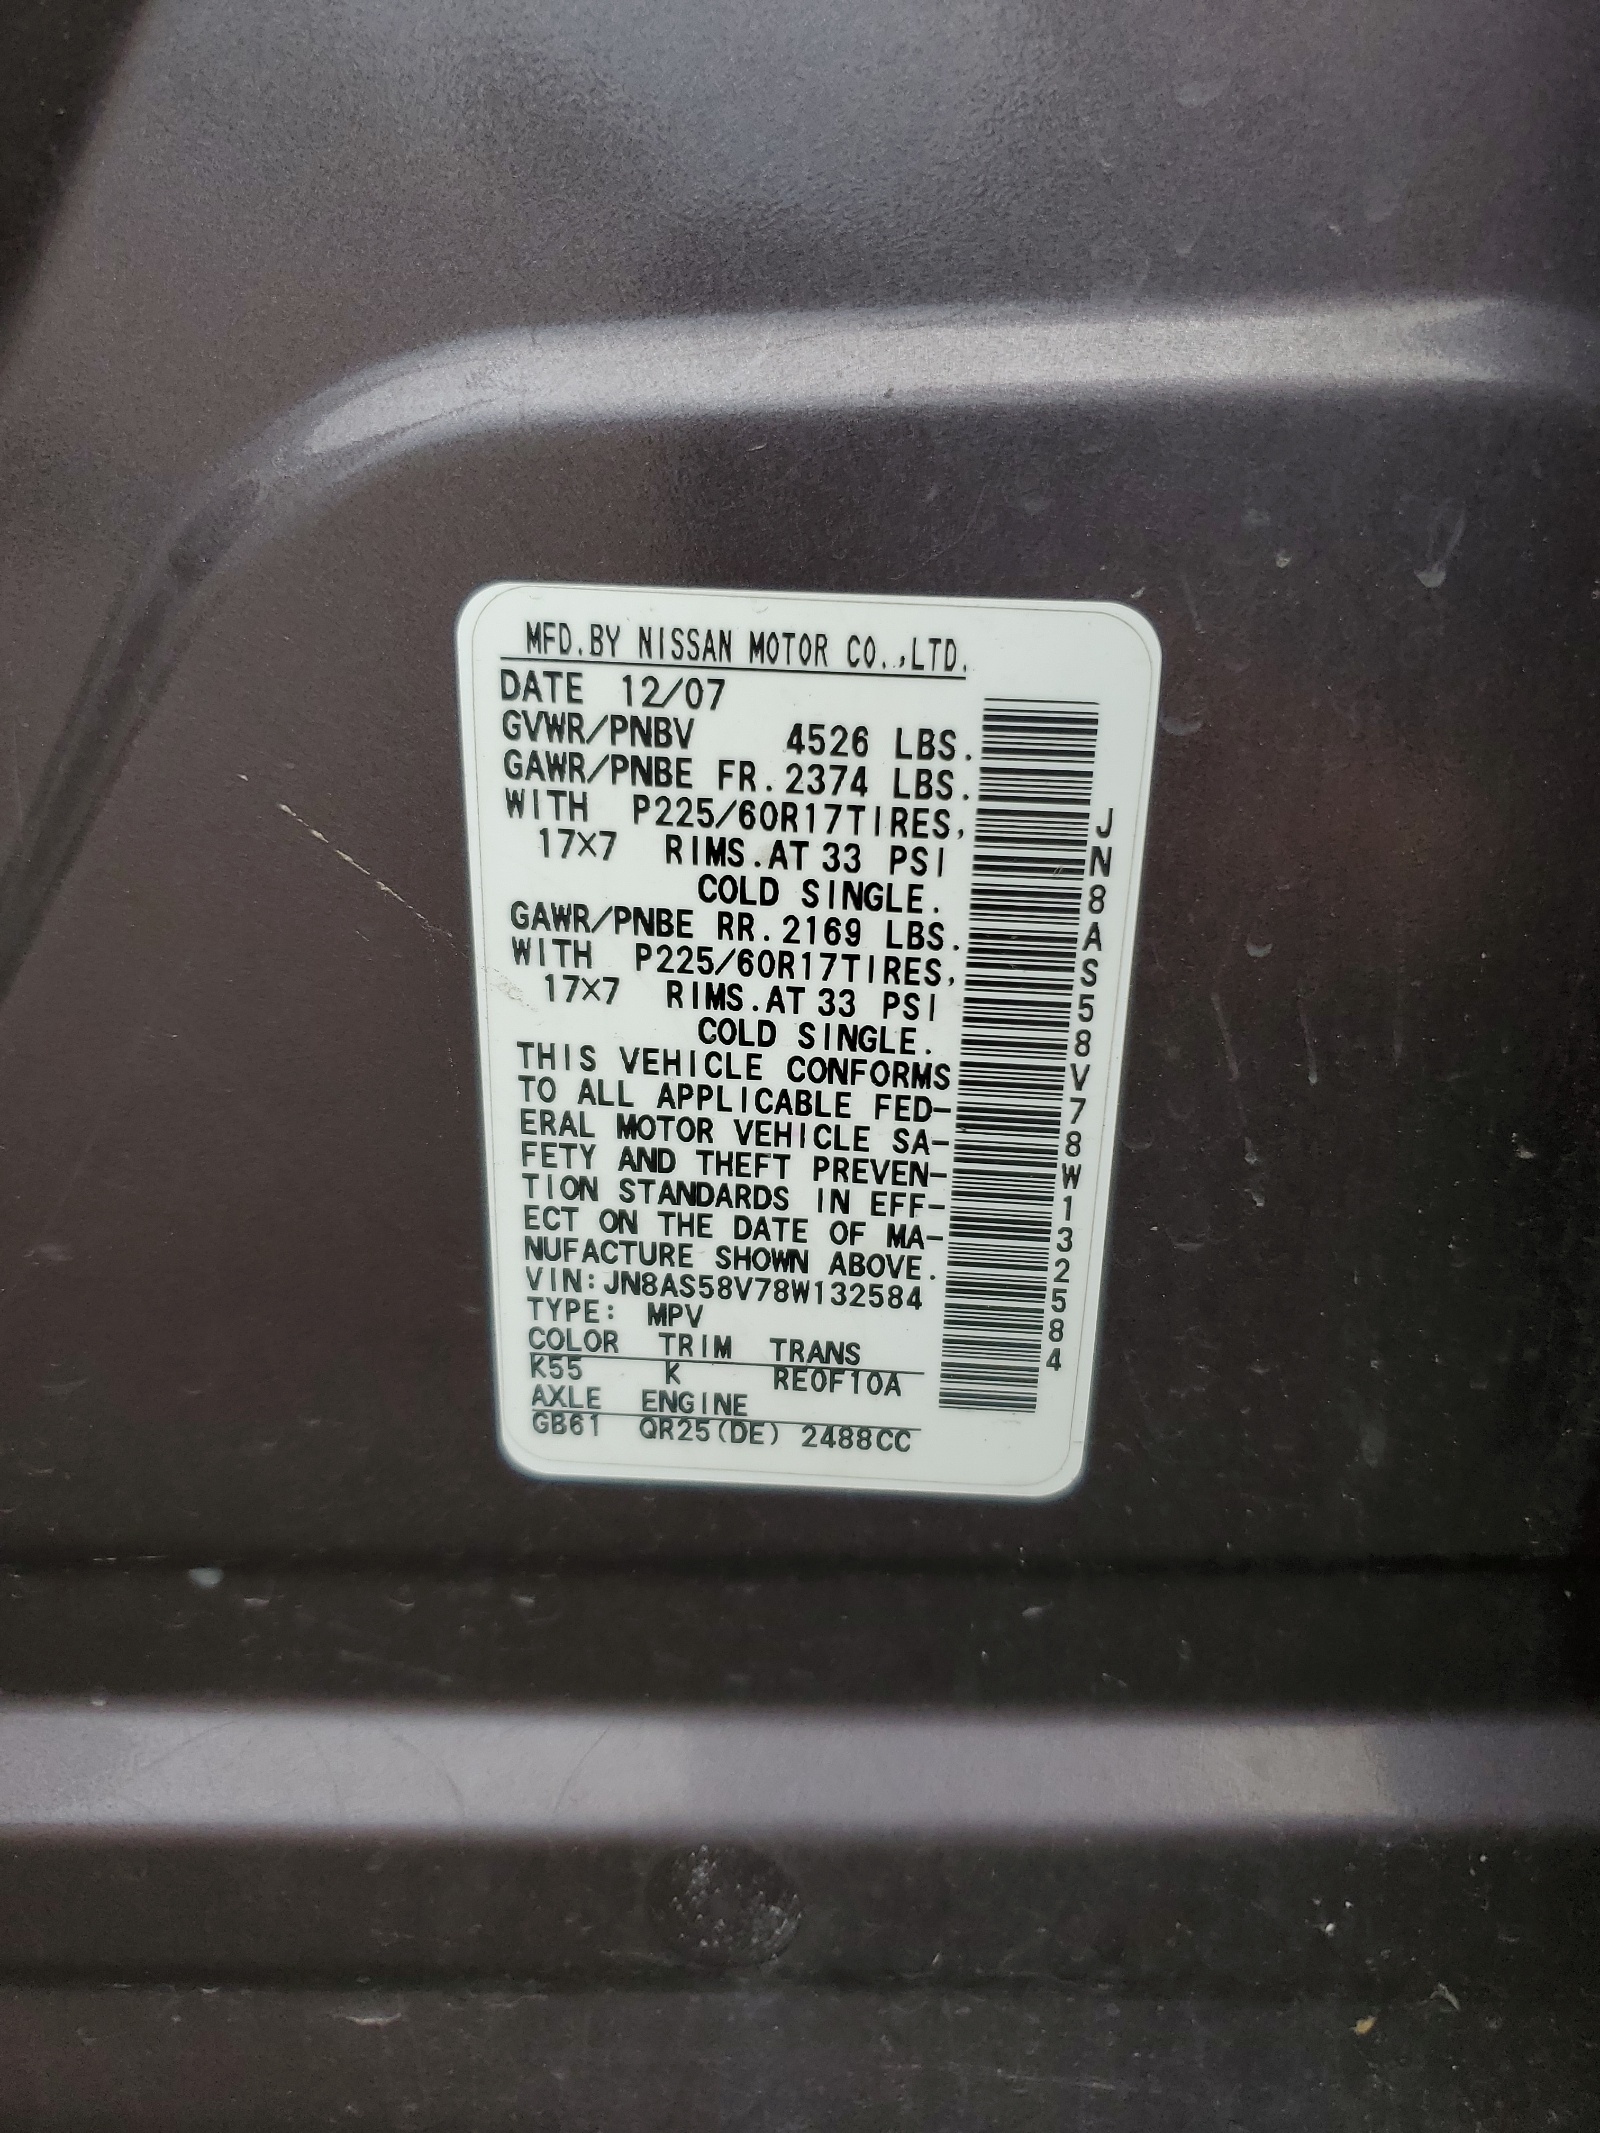 MFD.BY NISSAN MOTOR CO.,LTD.
DATE 12/07
GVWR/PNBV 4526 LBS.
GAWR/PNBE FR.2374 LBS.
WITH P225/60R17TIRES,
17X7 RIMS.AT 33 PSI
COLD SINGLE.
GAWR/PNBE RR.2169 LBS.
WITH P225/60R17TIRES,
17X7 RIMS.AT 33 PSI
COLD SINGLE.
THIS VEHICLE CONFORMS
TO ALL APPLICABLE FED-
ERAL MOTOR VEHICLE SA-
FETY AND THEFT PREVEN-
TION STANDARDS IN EFF-
ECT ON THE DATE OF MA-
NUFACTURE SHOWN ABOVE.
VIN:JN8AS58V78W132584
TYPE: MPV
COLOR TRIM TRANS
K55 K RE0F10A
AXLE ENGINE
GB61 QR25(DE) 2488CC
JN8AS58V78W132584